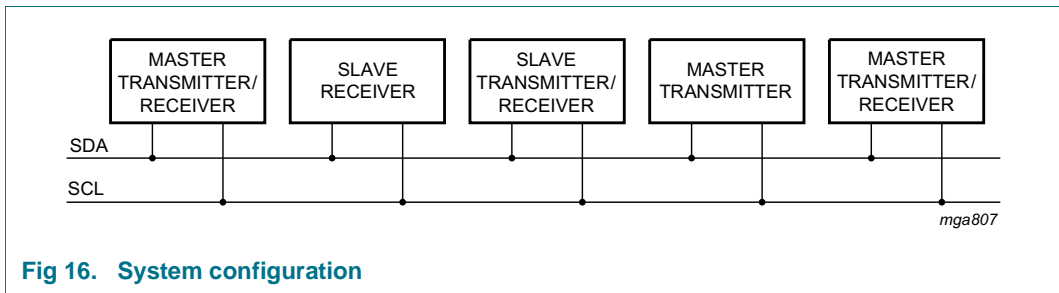 MASTER
TRANSMITTER/
RECEIVER
SLAVE
RECEIVER
SLAVE
TRANSMITTER/
RECEIVER
MASTER
TRANSMITTER
MASTER
TRANSMITTER/
RECEIVER
SDA
SCL
mga807
Fig 16. System configuration